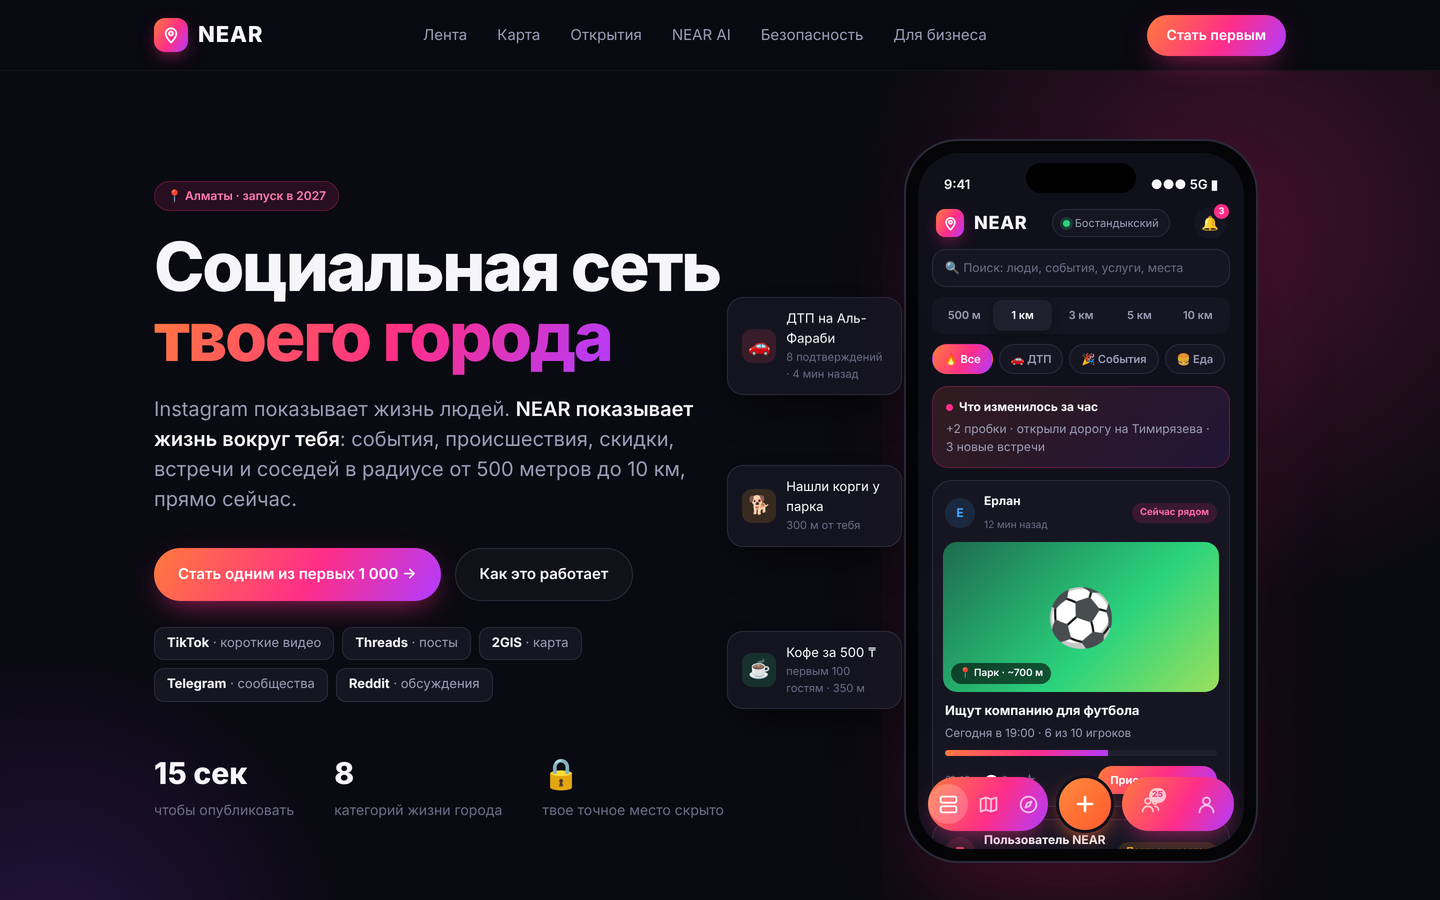 NEAR
Лента
Карта
Открытия
NEAR AI
Безопасность
Для бизнеса
Стать первым
Алматы · запуск в 2027
Социальная сеть
твоего города
Instagram показывает жизнь людей. NEAR показывает
жизнь вокруг тебя: события, происшествия, скидки,
встречи и соседей в радиусе от 500 метров до 10 км,
прямо сейчас.
Стать одним из первых 1 000 →
Как это работает
TikTok · короткие видео
Threads · посты
2GIS · карта
Telegram · сообщества
Reddit · обсуждения
15 сек
чтобы опубликовать
8
категорий жизни города
твое точное место скрыто
ДТП на Аль-
Фараби
8 подтверждений
· 4 мин назад
Нашли корги у
парка
300 м от тебя
Кофе за 500 ₸
первым 100
гостям · 350 м
9:41
5G
NEAR
Бостандыкский
3
Поиск: люди, события, услуги, места
500 м
1 км
3 км
5 км
10 км
Все
ДТП
События
Еда
Что изменилось за час
+2 пробки · открыли дорогу на Тимирязева ·
3 новые встречи
Е
Ерлан
12 мин назад
Сейчас рядом
Парк · ~700 м
Ищут компанию для футбола
Сегодня в 19:00 · 6 из 10 игроков
25
Пользователь NEAR